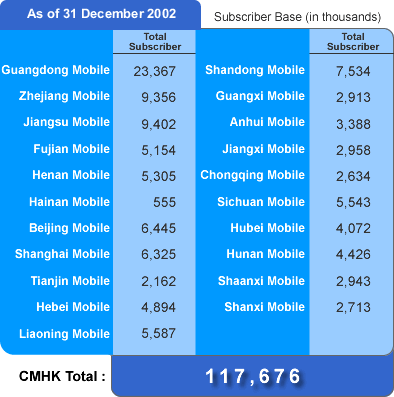 As of 31 December 2002 Subscriber Base (in thousands)
Total Subscriber Total Subscriber
Guangdong Mobile 23,367 Shandong Mobile 7,534
Zhejiang Mobile 9,356 Guangxi Mobile 2,913
Jiangsu Mobile 9,402 Anhui Mobile 3,388
Fujian Mobile 5,154 Jiangxi Mobile 2,958
Henan Mobile 5,305 Chongqing Mobile 2,634
Hainan Mobile 555 Sichuan Mobile 5,543
Beijing Mobile 6,445 Hubei Mobile 4,072
Shanghai Mobile 6,325 Hunan Mobile 4,426
Tianjin Mobile 2,162 Shaanxi Mobile 2,943
Hebei Mobile 4,894 Shanxi Mobile 2,713
Liaoning Mobile 5,587
CMHK Total : 117,676